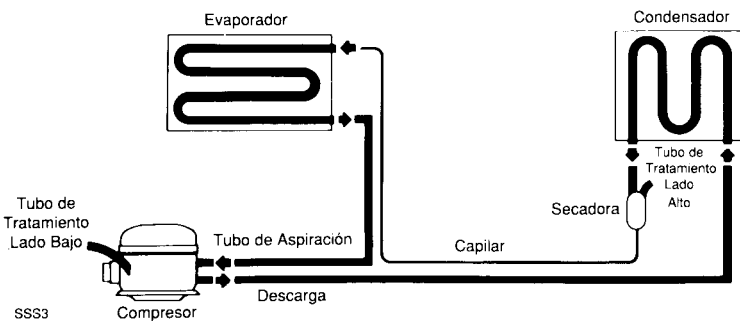 Evaporador
Condensador
Tubo de
Tratamiento
Lado
Alto
Secadora
Tubo de
Tratamiento
Lado Bajo
Tubo de Aspiración
Capilar
Descarga
SSS3
Compresor